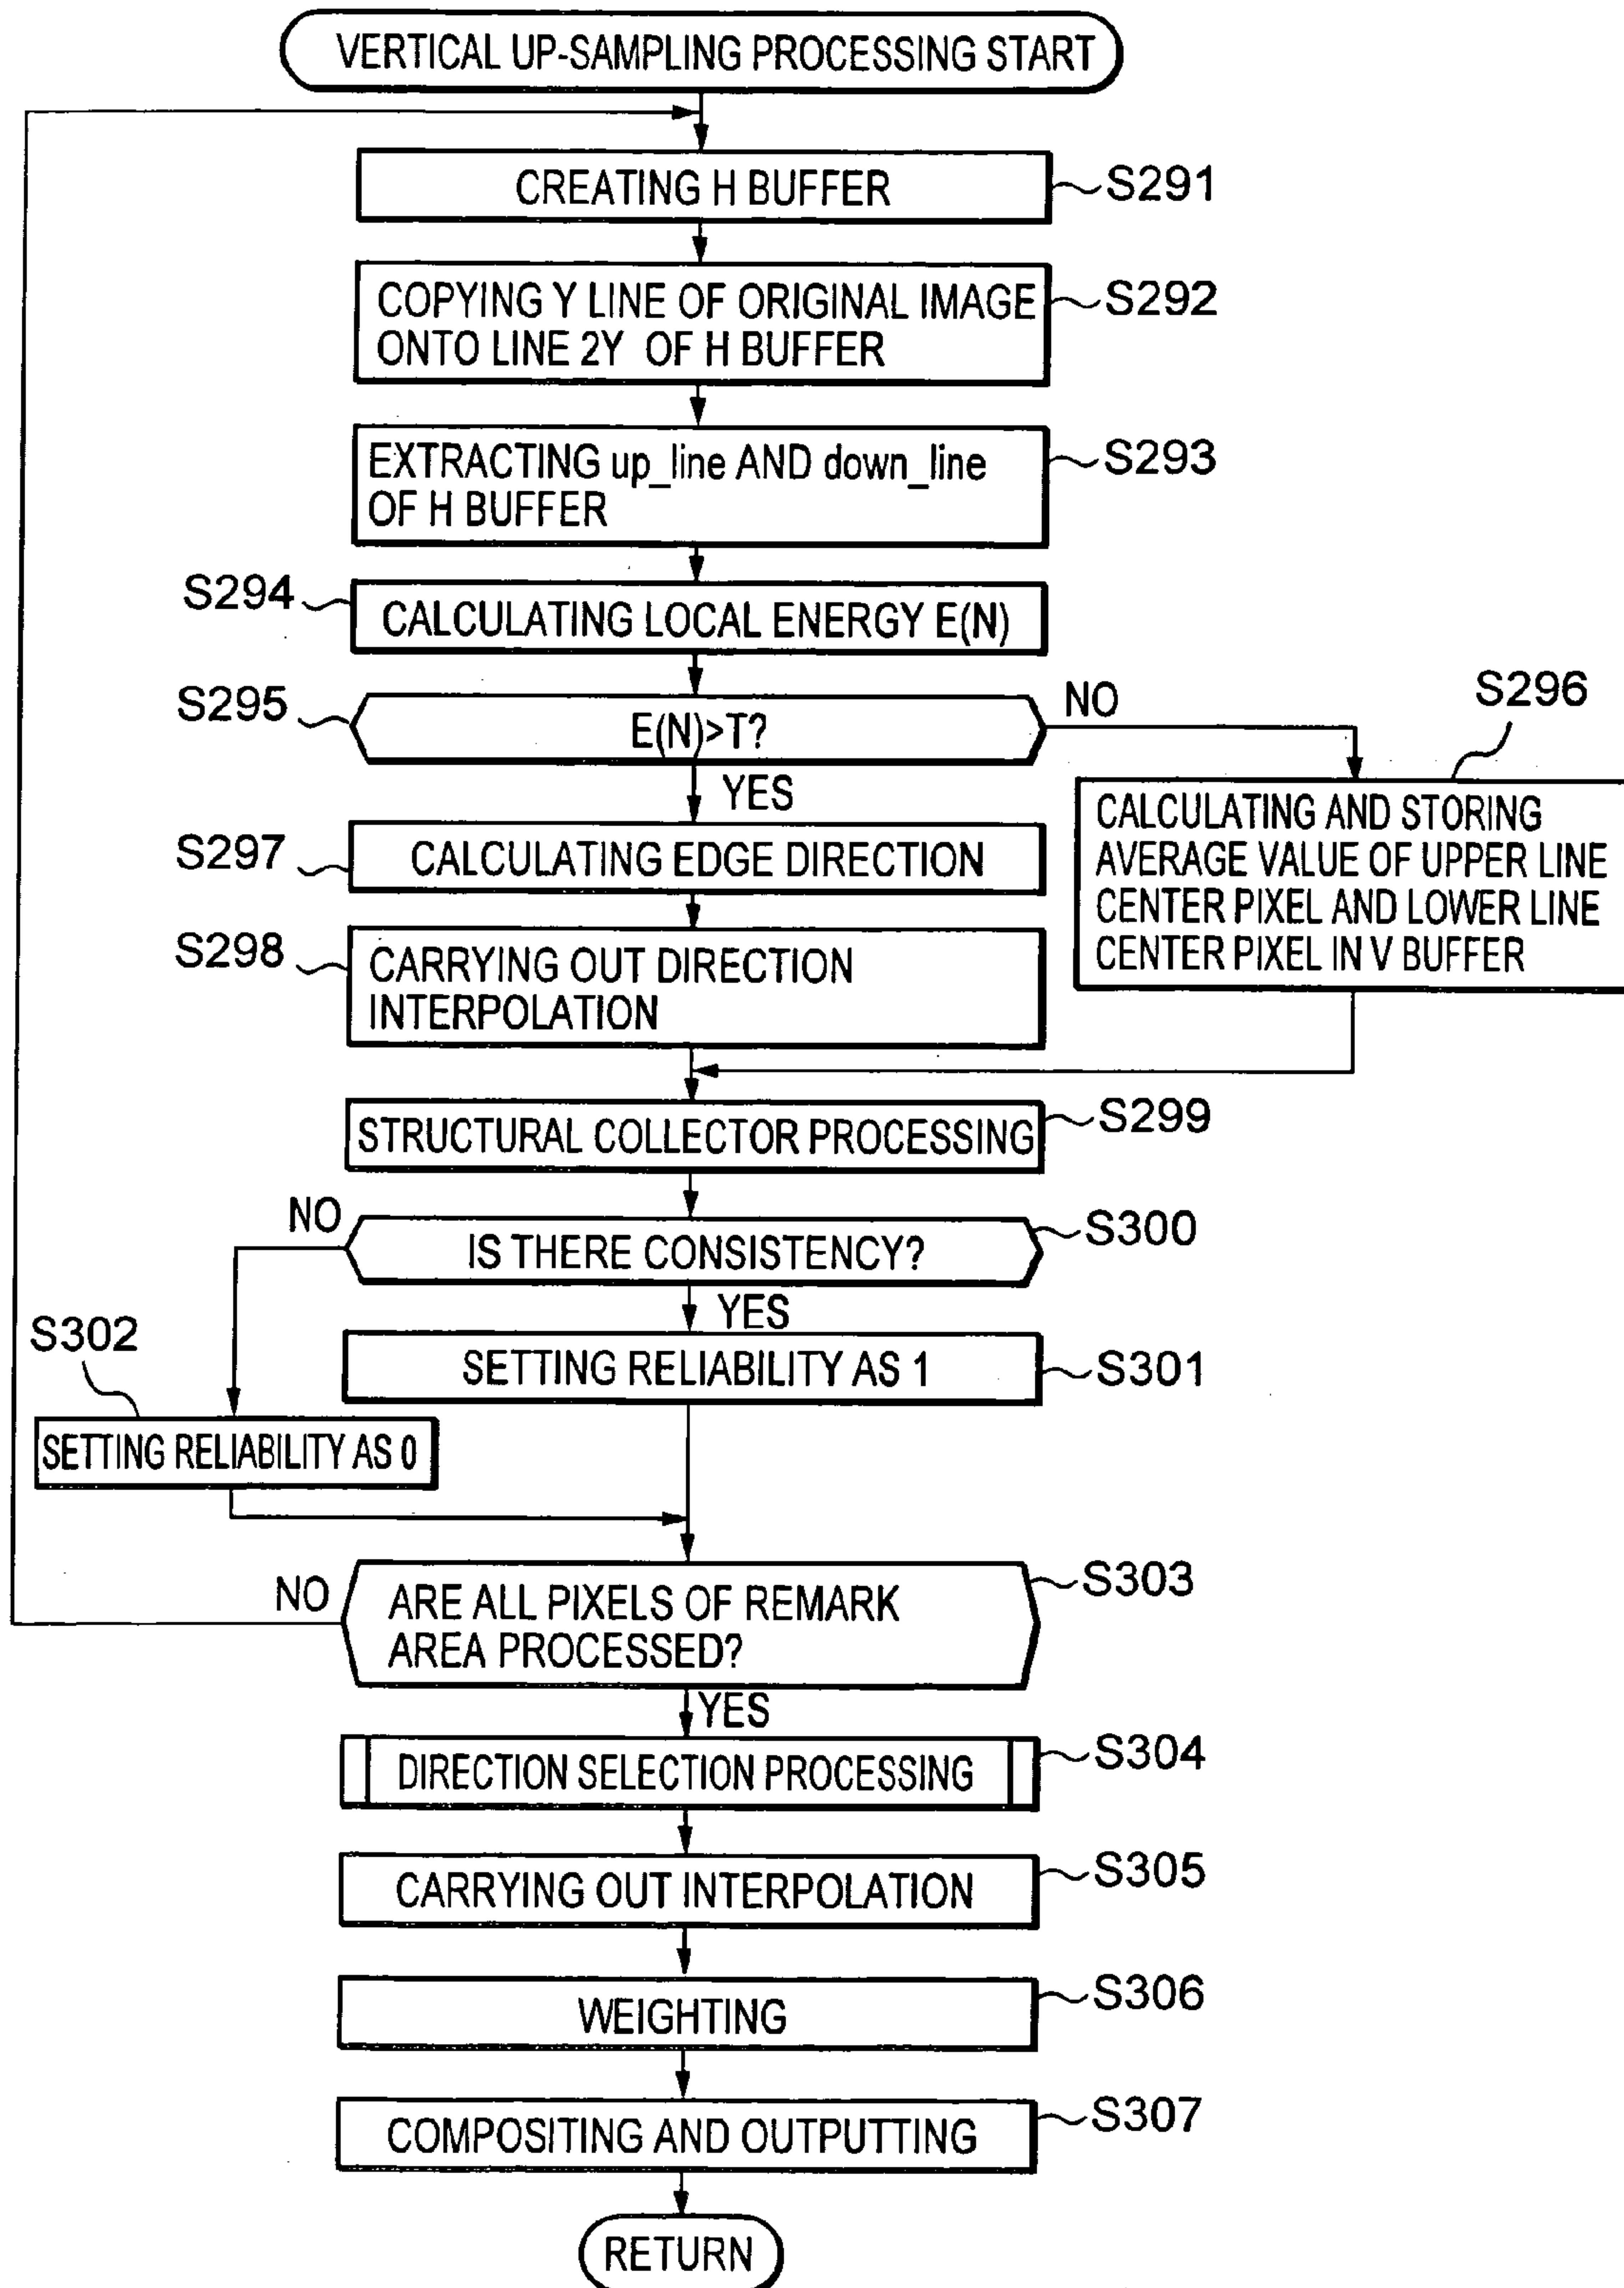 VERTICAL UP-SAMPLING PROCESSING START
CREATING H BUFFER
S291
COPYING Y LINE OF ORIGINAL IMAGE
ONTO LINE 2Y OF H BUFFER
S292
EXTRACTING up_line AND down_line
OF H BUFFER
S293
S294
CALCULATING LOCAL ENERGY E(N)
S295
E(N)>T?
NO
YES
S296
CALCULATING AND STORING
AVERAGE VALUE OF UPPER LINE
CENTER PIXEL AND LOWER LINE
CENTER PIXEL IN V BUFFER
S297
CALCULATING EDGE DIRECTION
S298
CARRYING OUT DIRECTION
INTERPOLATION
STRUCTURAL COLLECTOR PROCESSING
S299
NO
IS THERE CONSISTENCY?
S300
YES
SETTING RELIABILITY AS 1
S301
S302
SETTING RELIABILITY AS 0
NO
ARE ALL PIXELS OF REMARK
AREA PROCESSED?
S303
YES
DIRECTION SELECTION PROCESSING
S304
CARRYING OUT INTERPOLATION
S305
WEIGHTING
S306
COMPOSITING AND OUTPUTTING
S307
RETURN